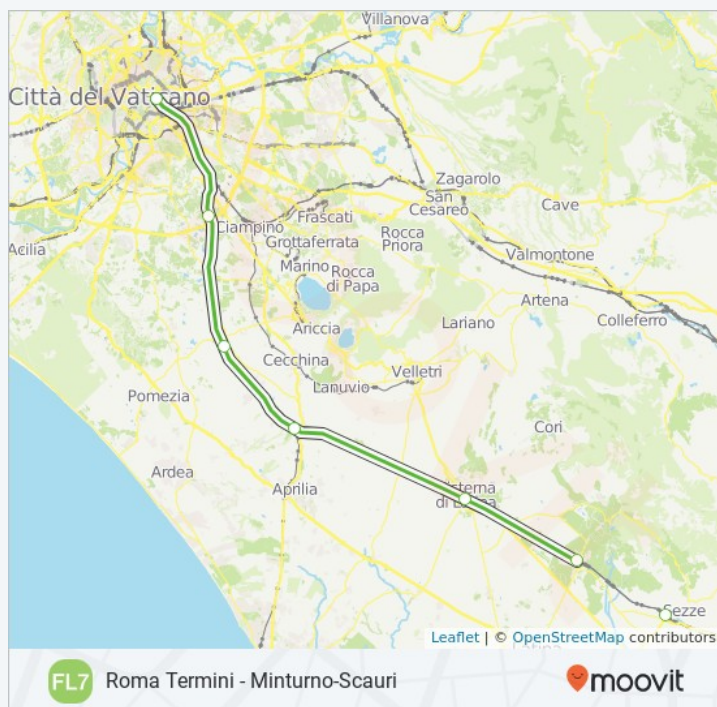 Villanova
Città del Vaticano
Zagarolo
San
Cesareo
Cave
Frascati
Ciampino
Rocca
Priora
Acilia
Grottaferrata
Valmontone
Marino
Rocca
di Papa
Artena
Colleferro
Ariccia
Lariano
Cecchina
Velletri
Lanuvio
Pomezia
Cori
Ardea
Aprilia
Cisterna
di Latina
Sezze
Latina
Leaflet | © OpenStreetMap contributors
FL7 Roma Termini - Minturno-Scauri
moovit